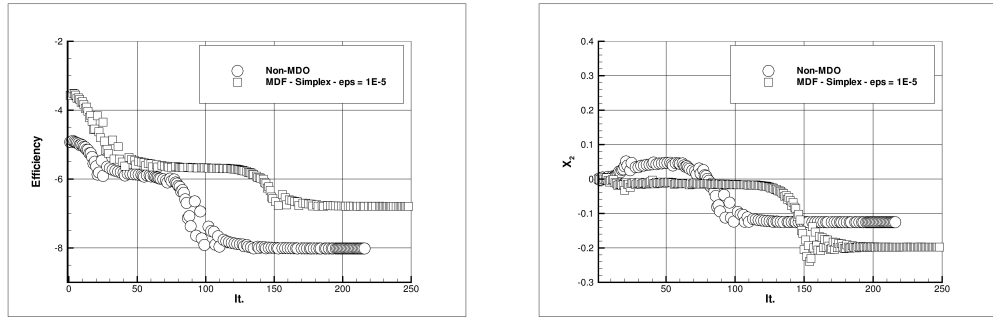 -2
-4
-6
-8
Efficiency
0
50
100
150
200
250
It.
Non-MDO
MDF - Simplex - eps = 1E-5
0.4
0.3
0.2
0.1
0
-0.1
-0.2
-0.3
X2
50
100
150
200
250
It.
Non-MDO
MDF - Simplex - eps = 1E-5